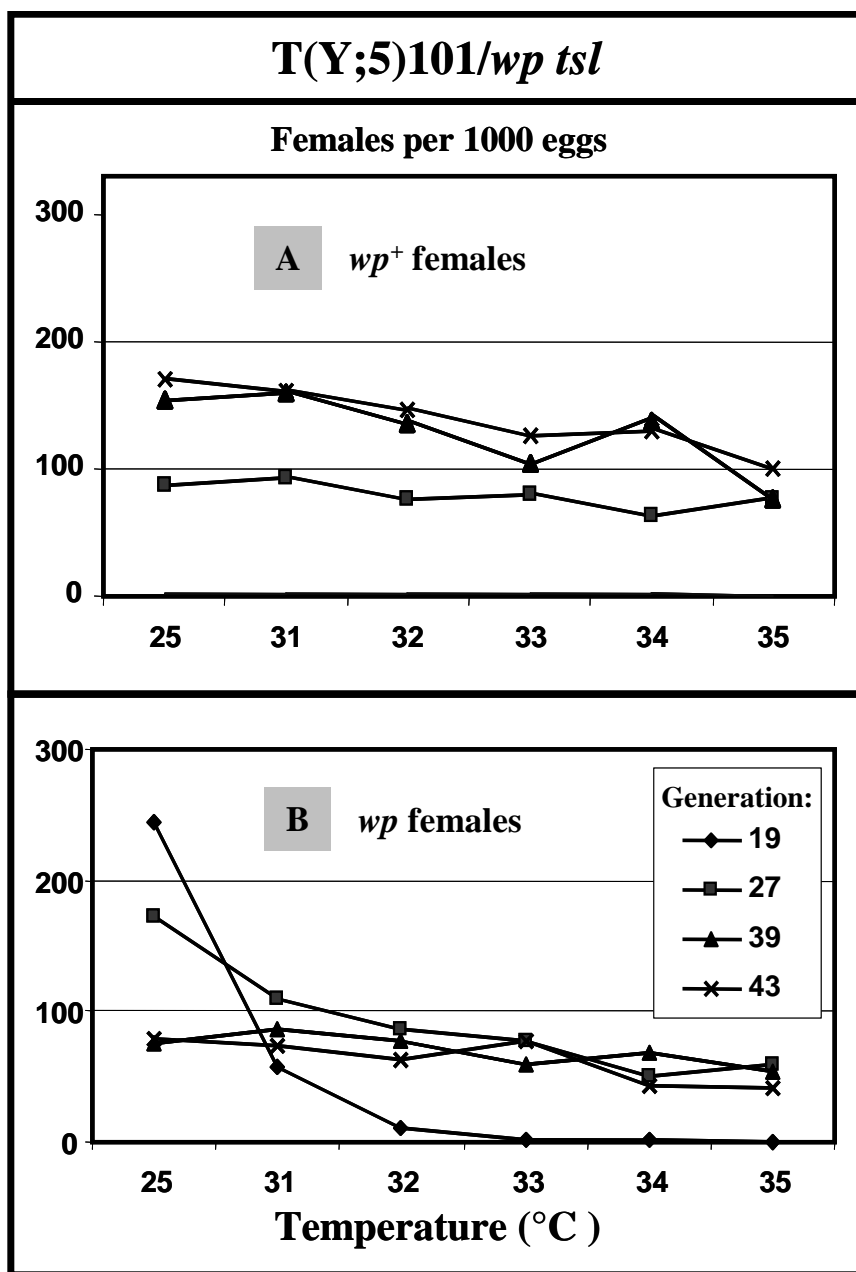 T(Y;5)101/wp tsl
Females per 1000 eggs
300
A wp⁺ females
200
100
0
25 31 32 33 34 35
300
B wp females
Generation:
19
27
39
43
200
100
0
25 31 32 33 34 35
Temperature (°C )